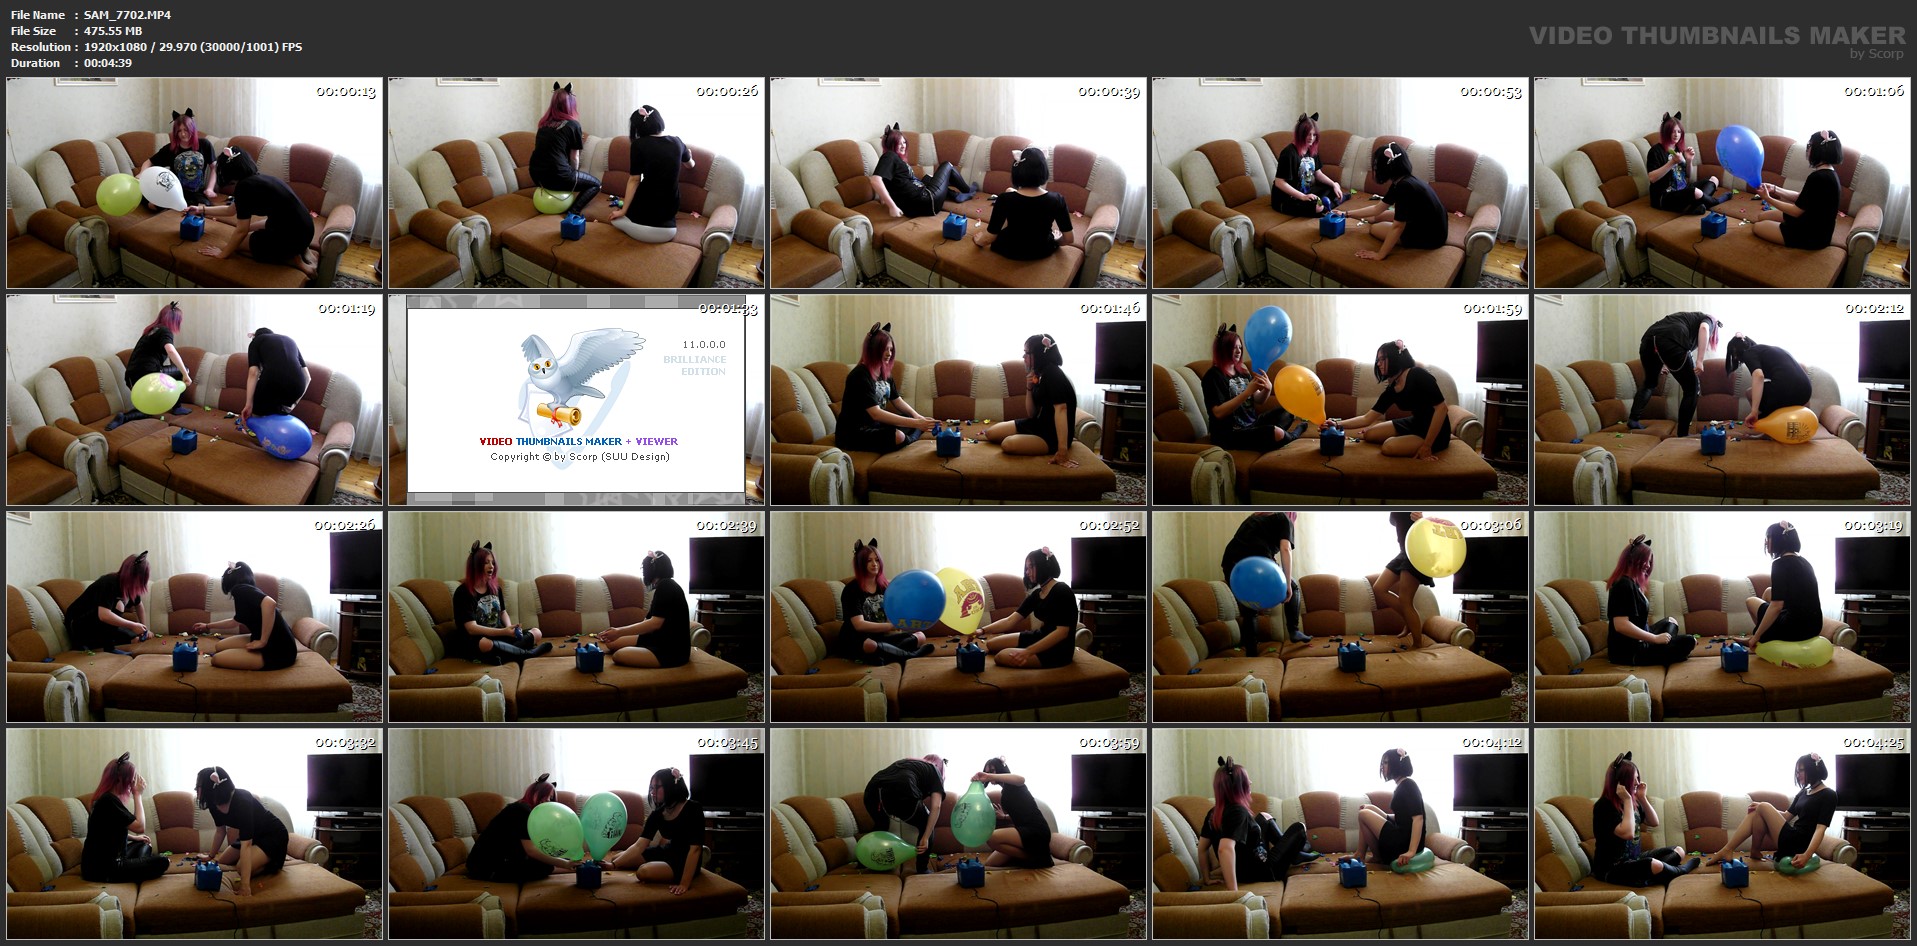 File Name : SAM_7702.MP4
File Size : 475.55 MB
Resolution : 1920x1080 / 29.970 (30000/1001) FPS
Duration : 00:04:39
VIDEO THUMBNAILS MAKER
by Scorp
00:00:13
00:00:26
00:00:39
00:00:53
00:01:06
00:01:19
00:01:33
11.0.0.0
BRILLIANCE
EDITION
VIDEO THUMBNAILS MAKER + VIEWER
Copyright © by Scorp (SUU Design)
00:01:46
00:01:59
00:02:12
00:02:26
00:02:39
00:02:52
00:03:06
00:03:19
00:03:32
00:03:45
00:03:59
00:04:12
00:04:25